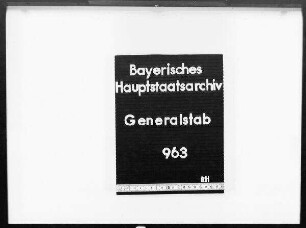 Bayerisches
Hauptstaatsarchiv
Generalstab
963